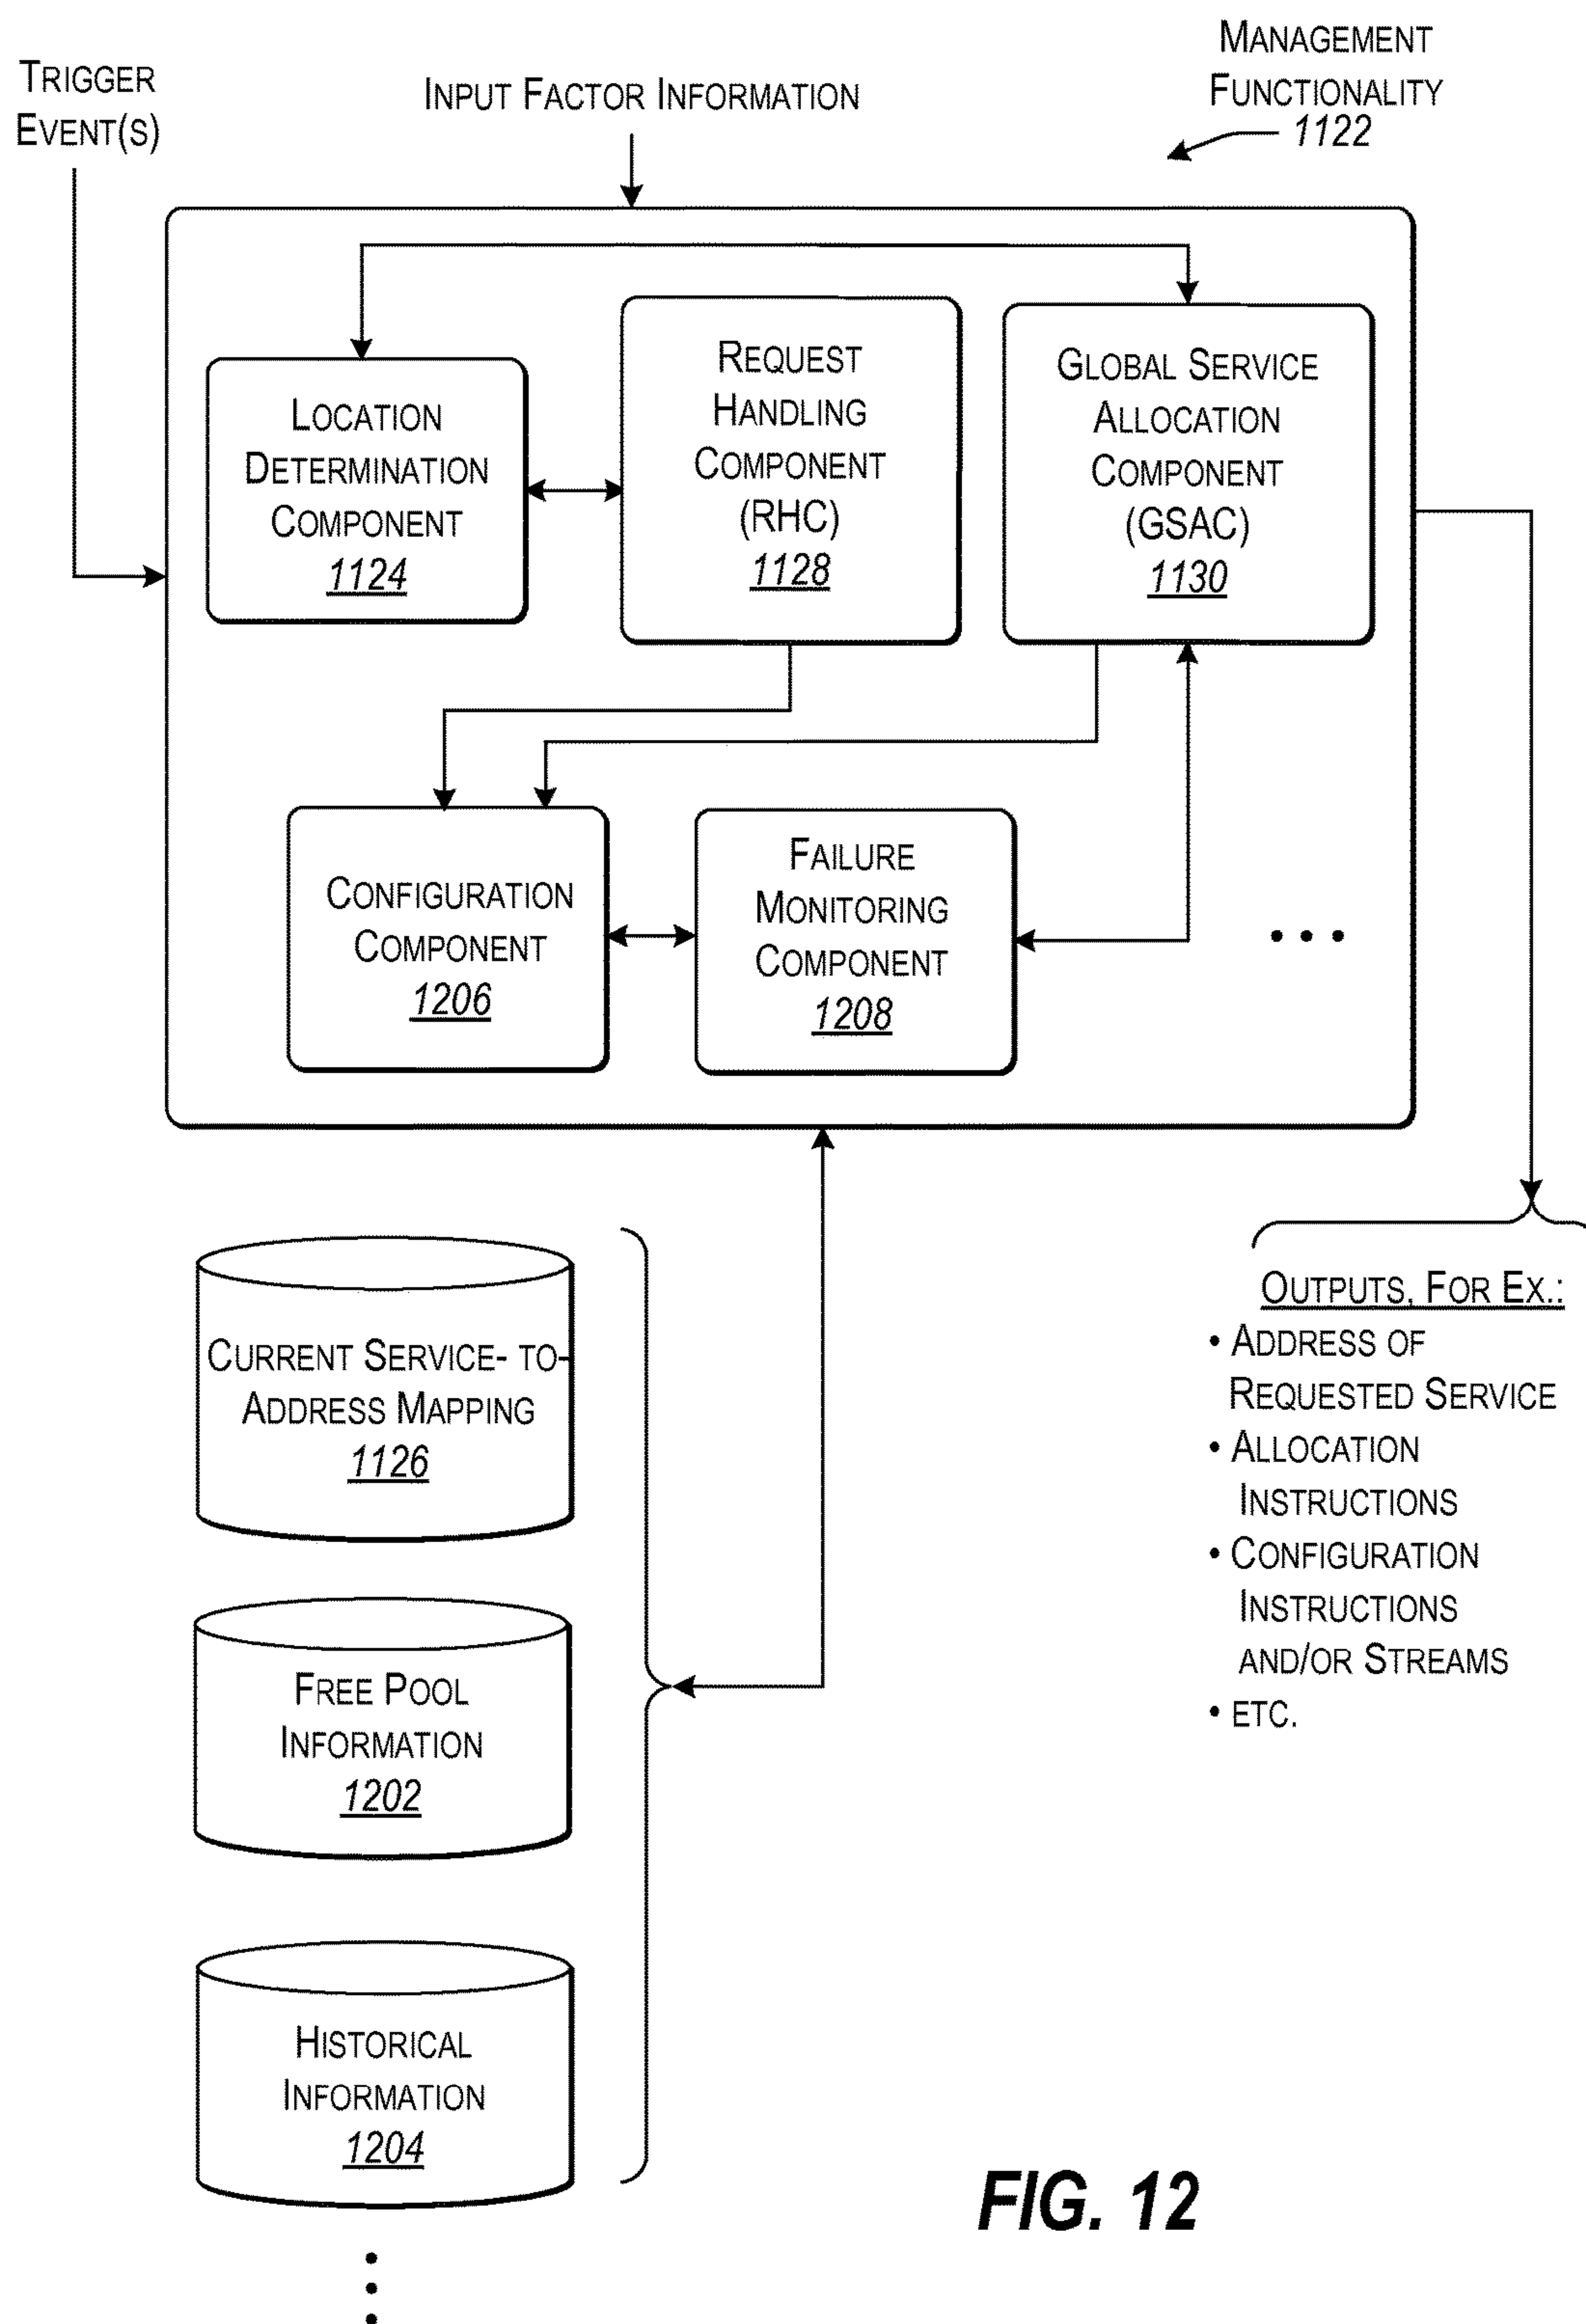 TRIGGER
EVENT(S)
INPUT FACTOR INFORMATION
MANAGEMENT
FUNCTIONALITY
1122
LOCATION
DETERMINATION
COMPONENT
1124
REQUEST
HANDLING
COMPONENT
(RHC)
1128
GLOBAL SERVICE
ALLOCATION
COMPONENT
(GSAC)
1130
CONFIGURATION
COMPONENT
1206
FAILURE
MONITORING
COMPONENT
1208
CURRENT SERVICE- TO-
ADDRESS MAPPING
1126
FREE POOL
INFORMATION
1202
HISTORICAL
INFORMATION
1204
OUTPUTS, FOR EX.:
• ADDRESS OF
REQUESTED SERVICE
• ALLOCATION
INSTRUCTIONS
• CONFIGURATION
INSTRUCTIONS
AND/OR STREAMS
• ETC.
FIG. 12